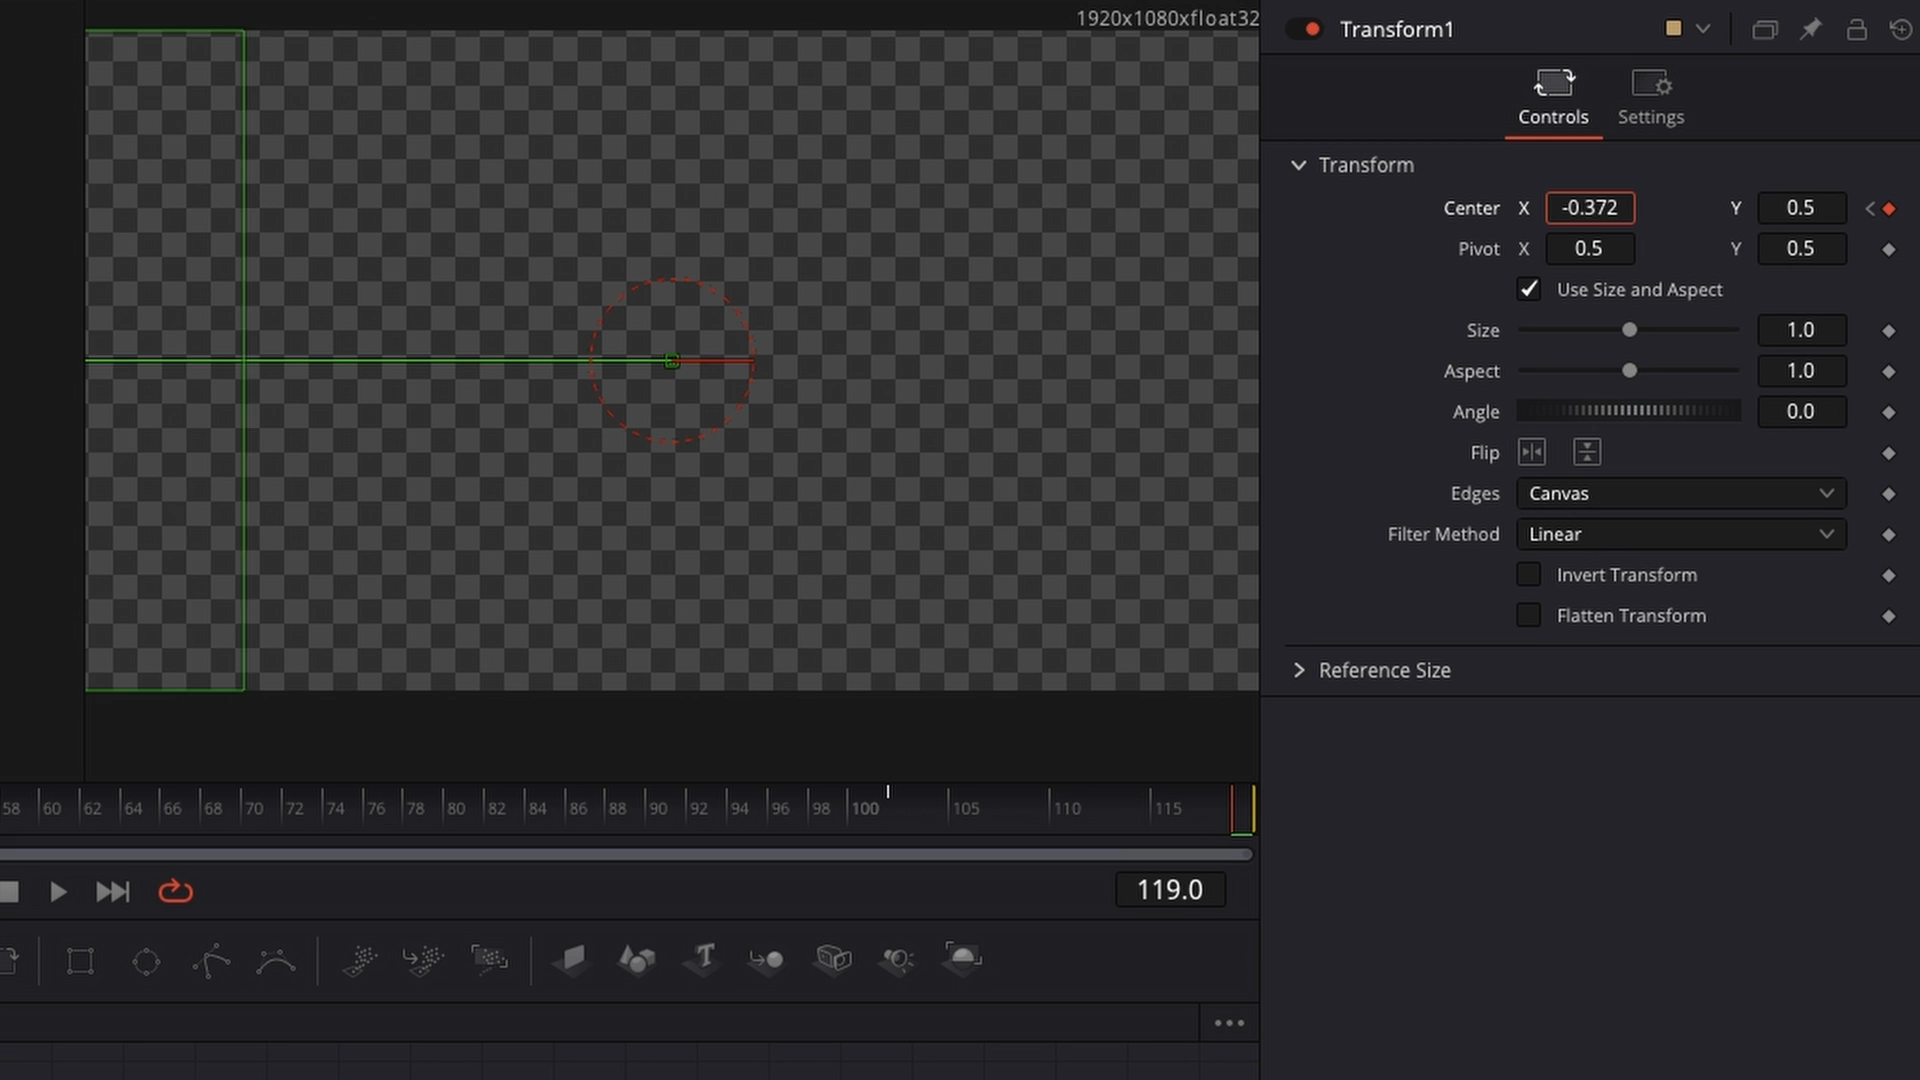 1920x1080xfloat32
Transform1
Controls
Settings
Transform
Center X -0.372 Y 0.5
Pivot X 0.5 Y 0.5
Use Size and Aspect
Size 1.0
Aspect 1.0
Angle 0.0
Flip
Edges Canvas
Filter Method Linear
Invert Transform
Flatten Transform
Reference Size
58 60 62 64 66 68 70 72 74 76 78 80 82 84 86 88 90 92 94 96 98 100 105 110 115
119.0